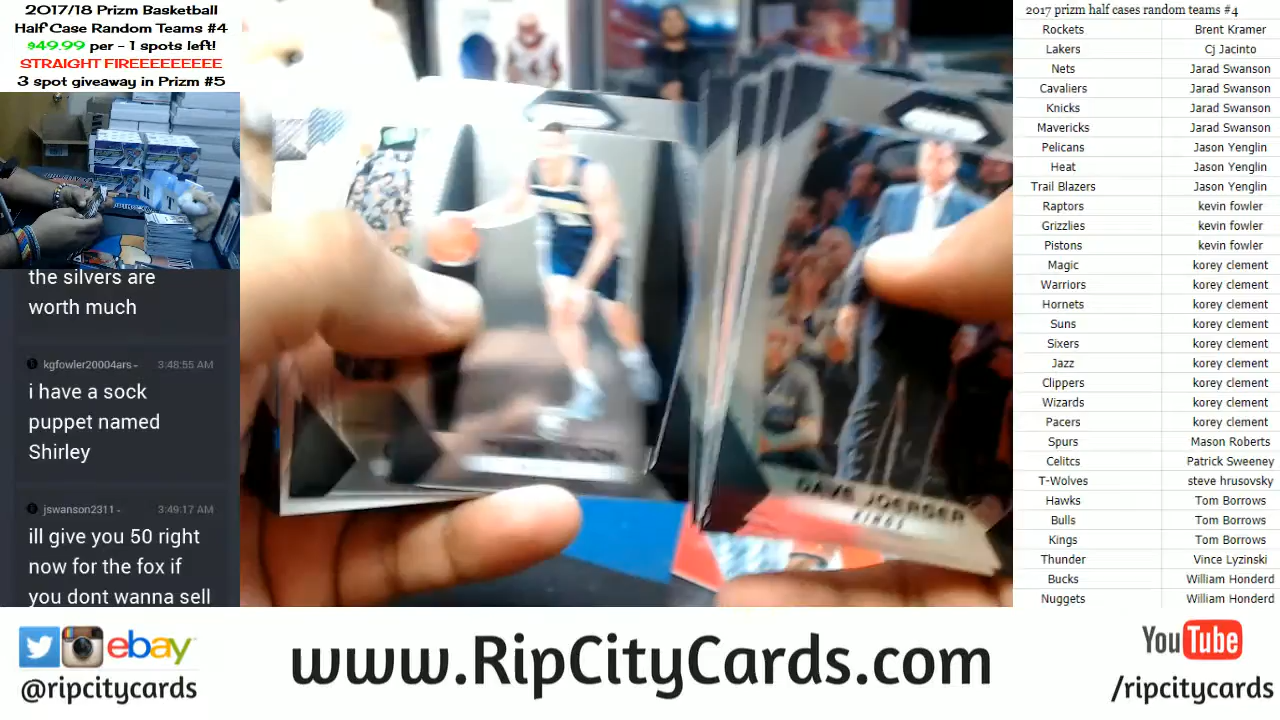 2017/18 Prizm Basketball
Half Case Random Teams #4
$49.99 per - 1 spots left!
STRAIGHT FIREEEEEEEEE
3 spot giveaway in Prizm #5
the silvers are
worth much
kgfowler20004ars - 3:48:55 AM
i have a sock
puppet named
Shirley
jswanson2311 - 3:49:17 AM
ill give you 50 right
now for the fox if
you dont wanna sell
DAVE JOERGER
KINGS
2017 prizm half cases random teams #4
Rockets Brent Kramer
Lakers Cj Jacinto
Nets Jarad Swanson
Cavaliers Jarad Swanson
Knicks Jarad Swanson
Mavericks Jarad Swanson
Pelicans Jason Yenglin
Heat Jason Yenglin
Trail Blazers Jason Yenglin
Raptors kevin fowler
Grizzlies kevin fowler
Pistons kevin fowler
Magic korey clement
Warriors korey clement
Hornets korey clement
Suns korey clement
Sixers korey clement
Jazz korey clement
Clippers korey clement
Wizards korey clement
Pacers korey clement
Spurs Mason Roberts
Celitcs Patrick Sweeney
T-Wolves steve hrusovsky
Hawks Tom Borrows
Bulls Tom Borrows
Kings Tom Borrows
Thunder Vince Lyzinski
Bucks William Honderd
Nuggets William Honderd
ebay
@ripcitycards
www.RipCityCards.com
YouTube
/ripcitycards